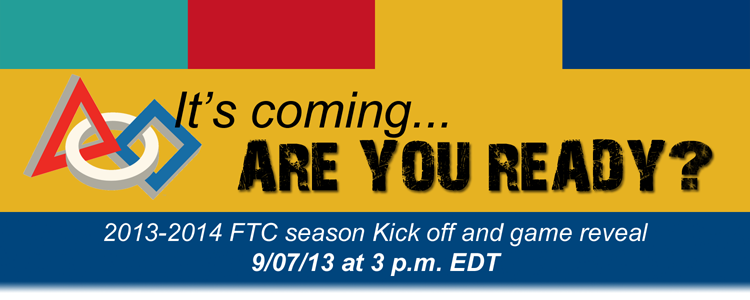 It's coming...
ARE YOU READY?
2013-2014 FTC season Kick off and game reveal
9/07/13 at 3 p.m. EDT